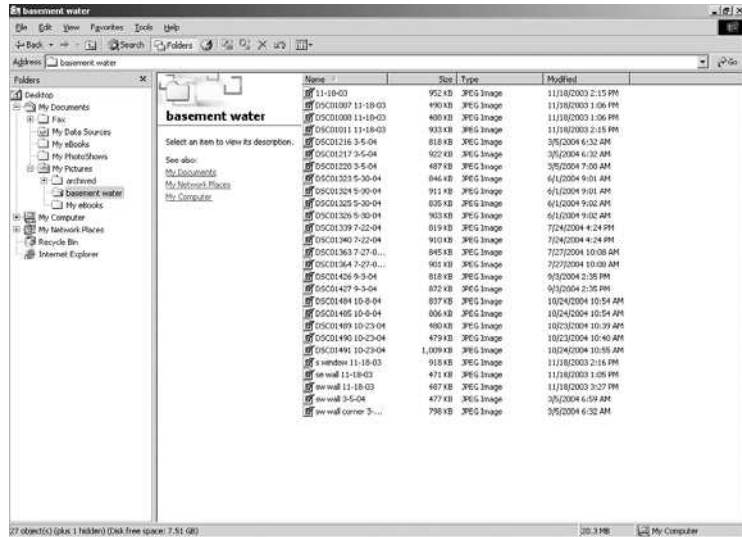 basement water
File Edit View Favorites Tools Help
Back Search Folders
Address basement water Go
Folders
Desktop
My Documents
Fax
My Data Sources
My eBooks
My PhotoShows
My Pictures
archived
basement water
My eBooks
My Computer
My Network Places
Recycle Bin
Internet Explorer
basement water
Select an item to view its description.
See also:
My Documents
My Network Places
My Computer
Name Size Type Modified
11-18-03 952 KB JPEG Image 11/18/2003 2:15 PM
DSC01007 11-18-03 490 KB JPEG Image 11/18/2003 1:06 PM
DSC01008 11-18-03 JPEG Image 11/18/2003 1:06 PM
DSC01011 11-18-03 933 KB JPEG Image 11/18/2003 2:15 PM
DSC01216 3-5-04 818 KB JPEG Image 3/5/2004 6:32 AM
DSC01217 3-5-04 922 KB JPEG Image 3/5/2004 6:32 AM
DSC01220 3-5-04 487 KB JPEG Image 3/5/2004 7:00 AM
DSC01323 5-30-04 846 KB JPEG Image 6/1/2004 9:01 AM
DSC01324 5-30-04 911 KB JPEG Image 6/1/2004 9:01 AM
DSC01325 5-30-04 835 KB JPEG Image 6/1/2004 9:02 AM
DSC01326 5-30-04 903 KB JPEG Image 6/1/2004 9:02 AM
DSC01339 7-22-04 819 KB JPEG Image 7/24/2004 4:24 PM
DSC01340 7-22-04 910 KB JPEG Image 7/24/2004 4:24 PM
DSC01363 7-27-0... 845 KB JPEG Image 7/27/2004 10:08 AM
DSC01364 7-27-0... 901 KB JPEG Image 7/27/2004 10:08 AM
DSC01426 9-3-04 818 KB JPEG Image 9/3/2004 2:35 PM
DSC01427 9-3-04 872 KB JPEG Image 9/3/2004 2:35 PM
DSC01484 10-8-04 837 KB JPEG Image 10/24/2004 10:54 AM
DSC01485 10-8-04 JPEG Image 10/24/2004 10:54 AM
DSC01489 10-23-04 480 KB JPEG Image 10/23/2004 10:39 AM
DSC01490 10-23-04 479 KB JPEG Image 10/23/2004 10:40 AM
DSC01491 10-23-04 1,009 KB JPEG Image 10/24/2004 10:55 AM
s window 11-18-03 918 KB JPEG Image 11/18/2003 2:16 PM
se wall 11-18-03 471 KB JPEG Image 11/18/2003 1:05 PM
sw wall 11-18-03 487 KB JPEG Image 11/18/2003 3:27 PM
sw wall 3-5-04 477 KB JPEG Image 3/5/2004 6:59 AM
sw wall corner 3-... 798 KB JPEG Image 3/5/2004 6:32 AM
27 object(s) (plus 1 hidden) (Disk free space: 7.51 GB) 20.3 MB My Computer